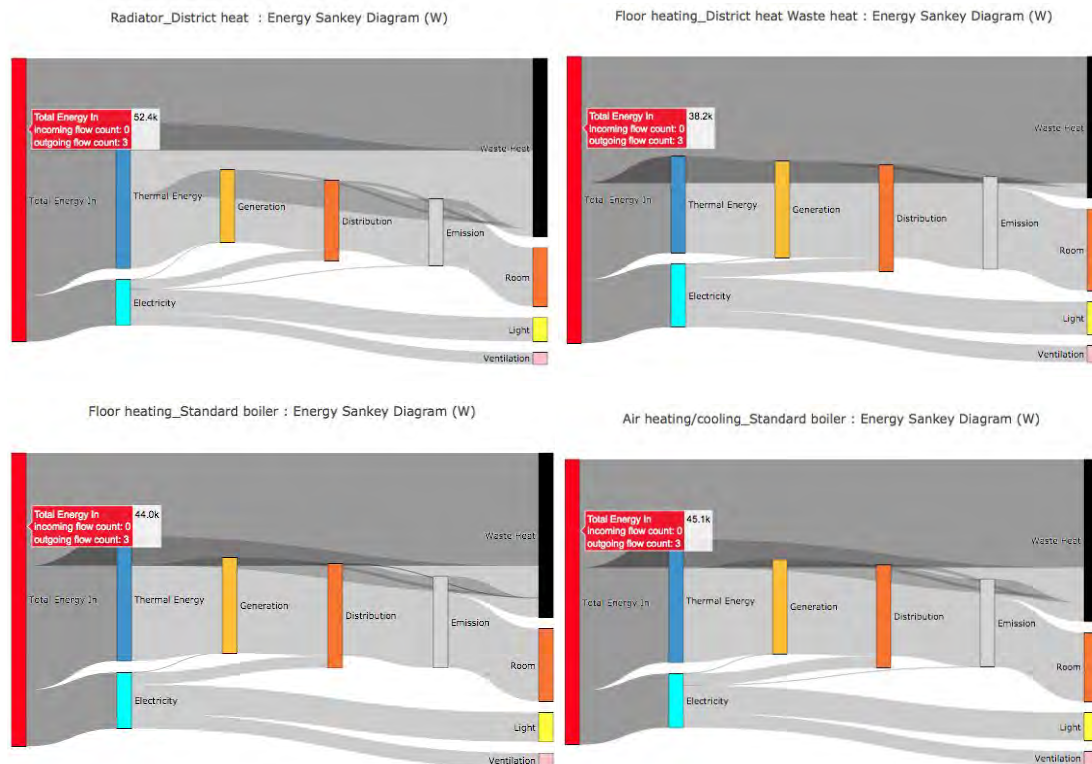 Radiator_District heat : Energy Sankey Diagram (W)
Total Energy In
incoming flow count: 0
outgoing flow count: 3
52.4k
Waste Heat
Total Energy In
Thermal Energy
Generation
Distribution
Emission
Room
Electricity
Light
Ventilation
Floor heating_District heat Waste heat : Energy Sankey Diagram (W)
Total Energy In
incoming flow count: 0
outgoing flow count: 3
38.2k
Waste Heat
Total Energy In
Thermal Energy
Generation
Distribution
Emission
Room
Electricity
Light
Ventilation
Floor heating_Standard boiler : Energy Sankey Diagram (W)
Total Energy In
incoming flow count: 0
outgoing flow count: 3
44.0k
Waste Heat
Total Energy In
Thermal Energy
Generation
Distribution
Emission
Room
Electricity
Light
Ventilation
Air heating/cooling_Standard boiler : Energy Sankey Diagram (W)
Total Energy In
incoming flow count: 0
outgoing flow count: 3
45.1k
Waste Heat
Total Energy In
Thermal Energy
Generation
Distribution
Emission
Room
Electricity
Light
Ventilation